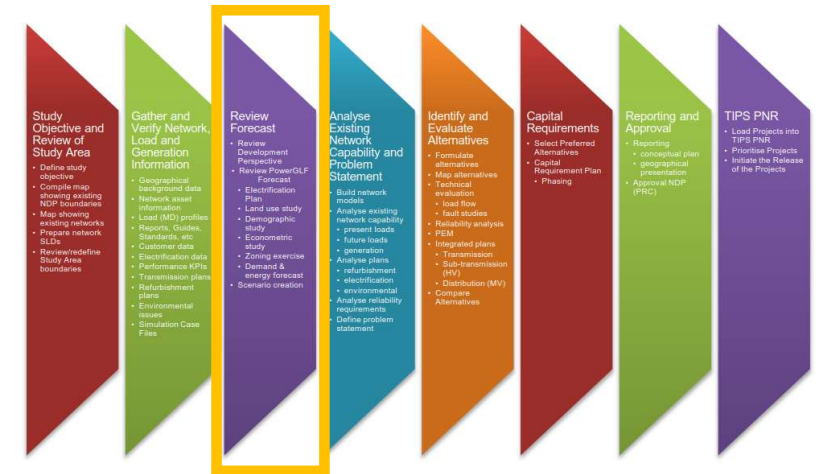 Study
Objective and
Review of
Study Area
• Define study
objective
• Compile map
showing existing
NDP boundaries
• Map showing
existing networks
• Prepare network
SLDs
• Review/redefine
Study Area
boundaries
Gather and
Verify Network,
Load and
Generation
Information
• Geographical
background data
• Network asset
information
• Load (MD) profiles
• Reports, Guides,
Standards, etc
• Customer data
• Electrification data
• Performance KPIs
• Transmission plans
• Refurbishment
plans
• Environmental
issues
• Simulation Case
Files
Review
Forecast
• Review
Development
Perspective
• Review PowerGLF
Forecast
• Electrification
Plan
• Land use study
• Demographic
study
• Econometric
study
• Zoning exercise
• Demand &
energy forecast
• Scenario creation
Analyse
Existing
Network
Capability and
Problem
Statement
• Build network
models
• Analyse existing
network capability
• present loads
• future loads
• generation
• Analyse plans
• refurbishment
• electrification
• environmental
• Analyse reliability
requirements
• Define problem
statement
Identify and
Evaluate
Alternatives
• Formulate
alternatives
• Map alternatives
• Technical
evaluation
• load flow
• fault studies
• Reliability analysis
• PEM
• Integrated plans
• Transmission
• Sub-transmission
(HV)
• Distribution (MV)
• Compare
Alternatives
Capital
Requirements
• Select Preferred
Alternatives
• Capital
Requirement Plan
• Phasing
Reporting and
Approval
• Reporting
• conceptual plan
• geographical
presentation
• Approval NDP
(PRC)
TIPS PNR
• Load Projects into
TIPS PNR
• Prioritise Projects
• Initiate the Release
of the Projects